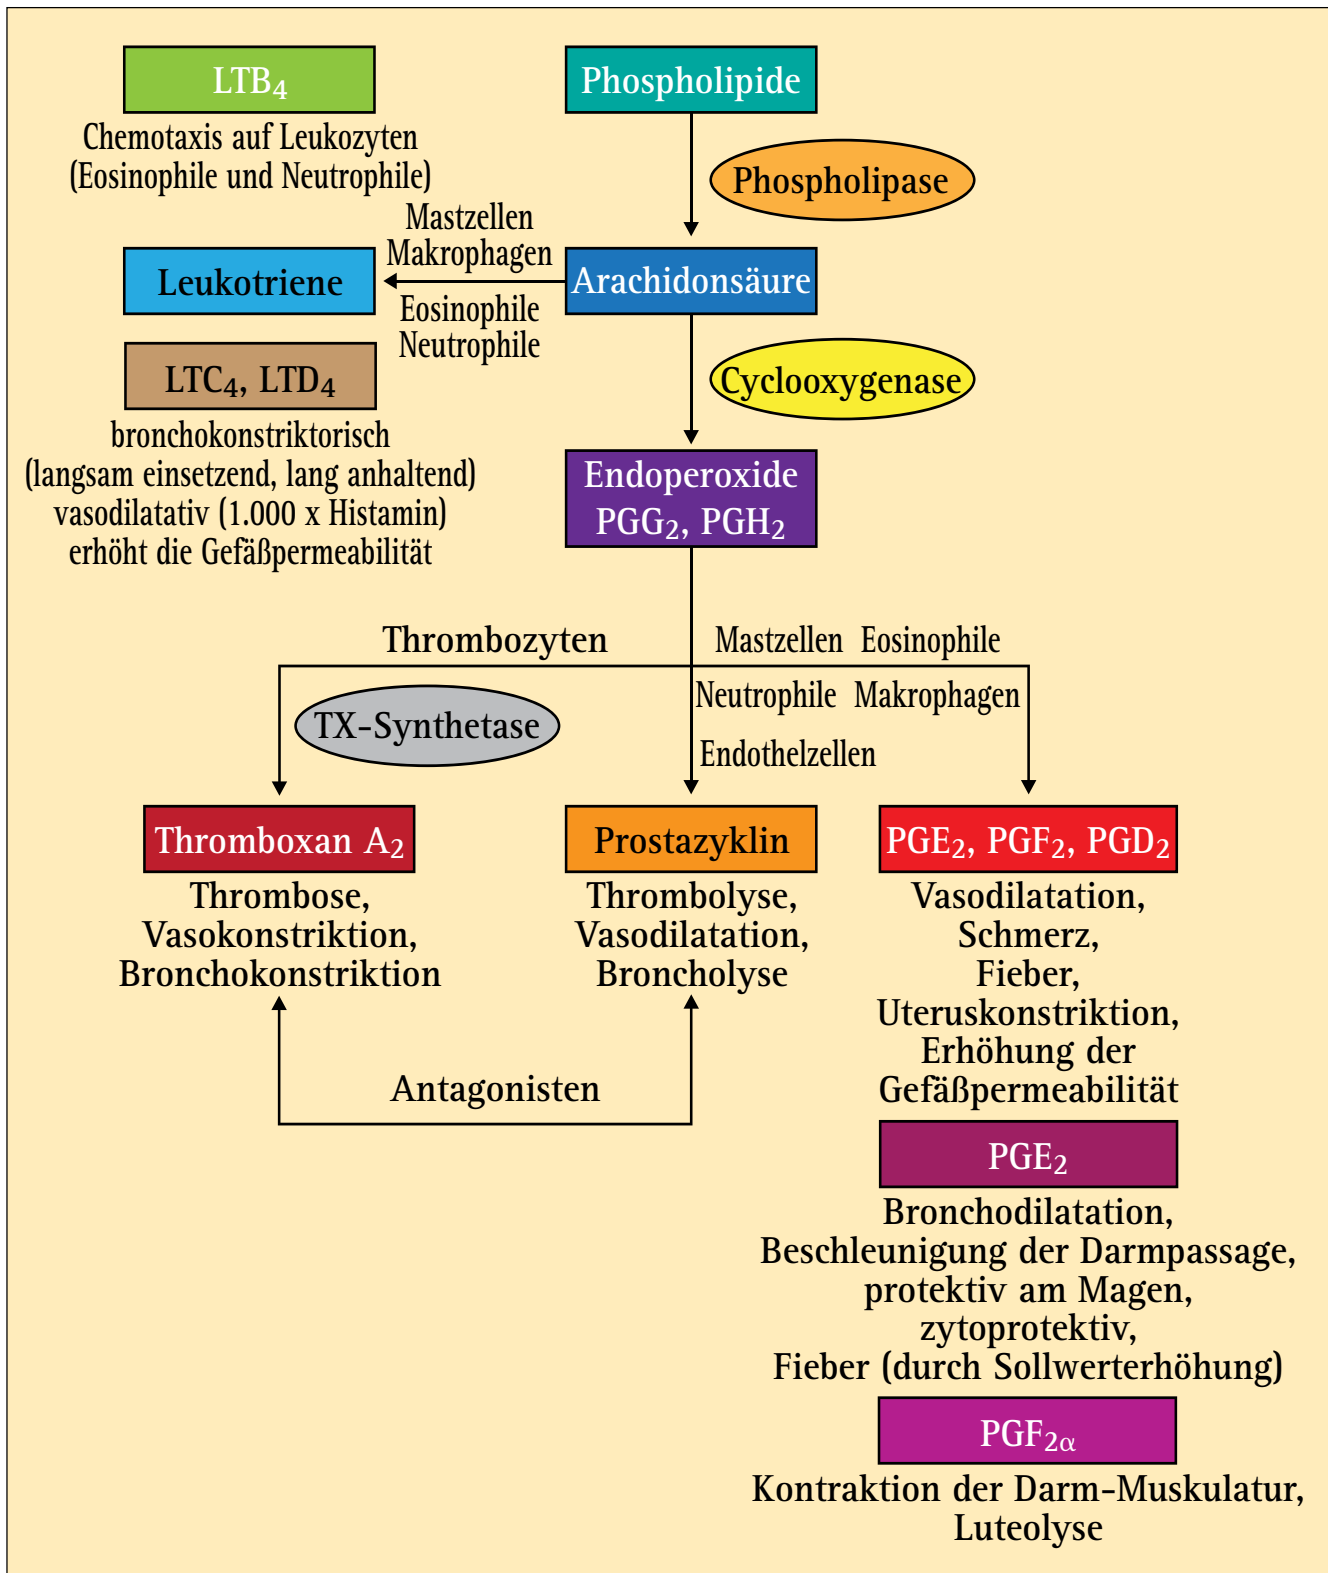 LTB₄
Chemotaxis auf Leukozyten
(Eosinophile und Neutrophile)
Phospholipide
Phospholipase
Mastzellen
Makrophagen
Leukotriene
Arachidonsäure
Eosinophile
Neutrophile
LTC₄, LTD₄
bronchokonstriktorisch
(langsam einsetzend, lang anhaltend)
vasodilatativ (1.000 x Histamin)
erhöht die Gefäßpermeabilität
Cyclooxygenase
Endoperoxide
PGG₂, PGH₂
Thrombozyten
Mastzellen Eosinophile
Neutrophile Makrophagen
TX-Synthetase
Endothelzellen
Thromboxan A₂
Thrombose,
Vasokonstriktion,
Bronchokonstriktion
Prostazyklin
Thrombolyse,
Vasodilatation,
Broncholyse
Antagonisten
PGE₂, PGF₂, PGD₂
Vasodilatation,
Schmerz,
Fieber,
Uteruskonstriktion,
Erhöhung der
Gefäßpermeabilität
PGE₂
Bronchodilatation,
Beschleunigung der Darmpassage,
protektiv am Magen,
zytoprotektiv,
Fieber (durch Sollwerterhöhung)
PGF₂α
Kontraktion der Darm-Muskulatur,
Luteolyse